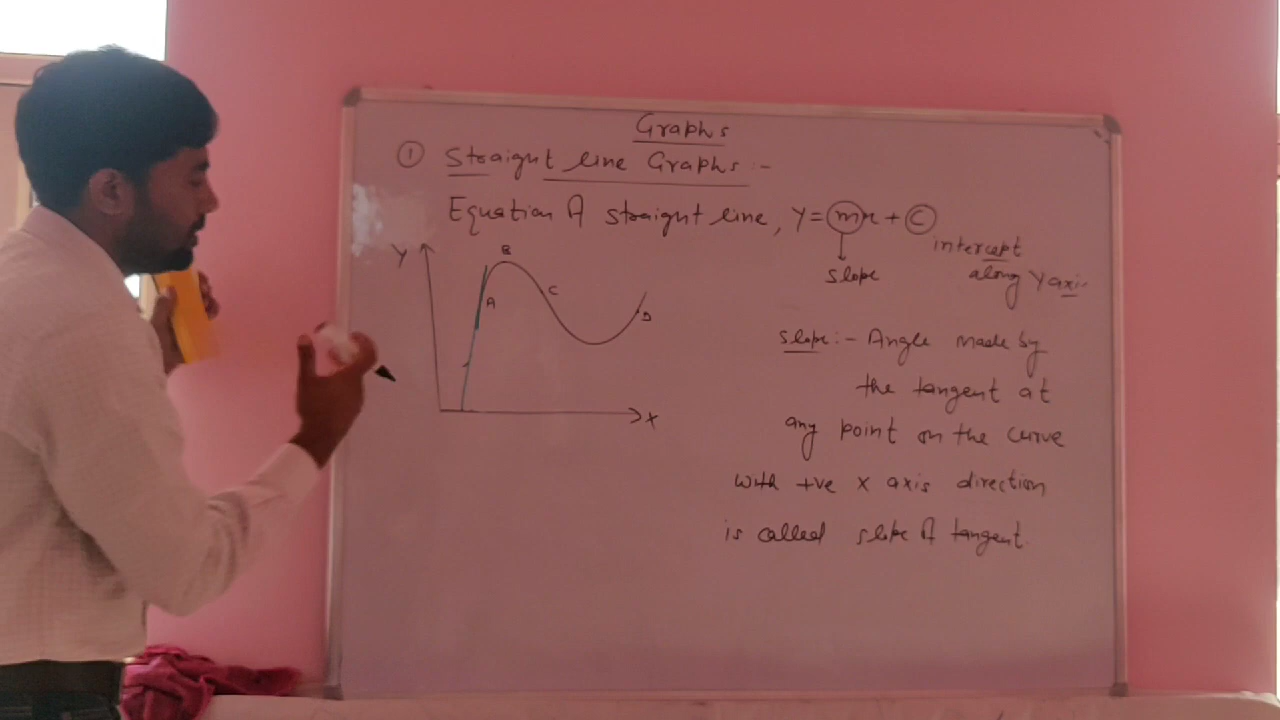 Graphs
① Straight line Graphs :-
Equation of straight line, y = mx + c
slope
intercept
along y axis
Y
B
A
C
D
X
slope :- Angle made by
the tangent at
any point on the curve
with +ve x axis direction
is called slope of tangent.